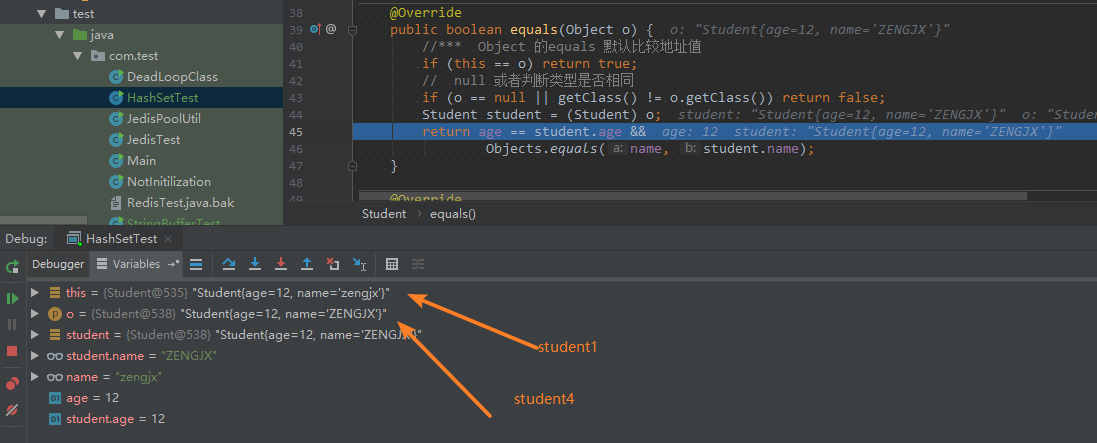 test
java
com.test
DeadLoopClass
HashSetTest
JedisPoolUtil
JedisTest
Main
NotInitilization
RedisTest.java.bak
StringBufferTest
38 @Override
39 @ public boolean equals(Object o) { o: "Student{age=12, name='ZENGJX'}"
40 //*** Object 的equals 默认比较地址值
41 if (this == o) return true;
42 // null 或者判断类型是否相同
43 if (o == null || getClass() != o.getClass()) return false;
44 Student student = (Student) o; student: "Student{age=12, name='ZENGJX'}" o: "Stude
45 return age == student.age && age: 12 student: "Student{age=12, name='ZENGJX'}"
46 Objects.equals( a: name, b: student.name);
47 }
48
49 @Override
Student › equals()
Debug: HashSetTest ×
Debugger Variables
this = {Student@535} "Student{age=12, name='zengjx'}"
o = {Student@538} "Student{age=12, name='ZENGJX'}"
student = {Student@538} "Student{age=12, name='ZENGJX'}"
student.name = "ZENGJX"
name = "zengjx"
age = 12
student.age = 12
student1
student4